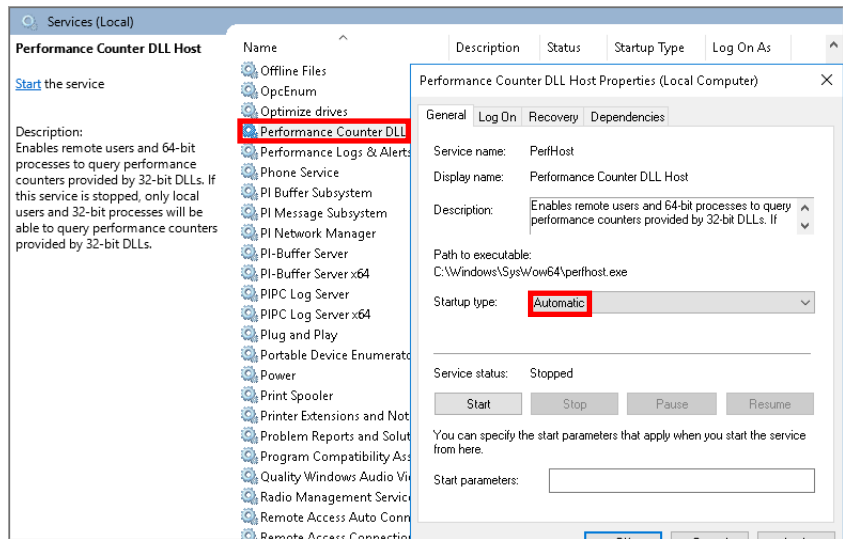 Services (Local)
Performance Counter DLL Host
Start the service
Description:
Enables remote users and 64-bit
processes to query performance
counters provided by 32-bit DLLs. If
this service is stopped, only local
users and 32-bit processes will be
able to query performance counters
provided by 32-bit DLLs.
Name Description Status Startup Type Log On As
Offline Files
OpcEnum
Optimize drives
Performance Counter DLL
Performance Logs & Alerts
Phone Service
PI Buffer Subsystem
PI Message Subsystem
PI Network Manager
PI-Buffer Server
PI-Buffer Server x64
PIPC Log Server
PIPC Log Server x64
Plug and Play
Portable Device Enumerato
Power
Print Spooler
Printer Extensions and Not
Problem Reports and Solut
Program Compatibility Ass
Quality Windows Audio Vi
Radio Management Servic
Remote Access Auto Conn
Remote Access Connection
Performance Counter DLL Host Properties (Local Computer)
General Log On Recovery Dependencies
Service name: PerfHost
Display name: Performance Counter DLL Host
Description: Enables remote users and 64-bit processes to query
performance counters provided by 32-bit DLLs. If
Path to executable:
C:\Windows\SysWow64\perfhost.exe
Startup type: Automatic
Service status: Stopped
Start Stop Pause Resume
You can specify the start parameters that apply when you start the service
from here.
Start parameters: